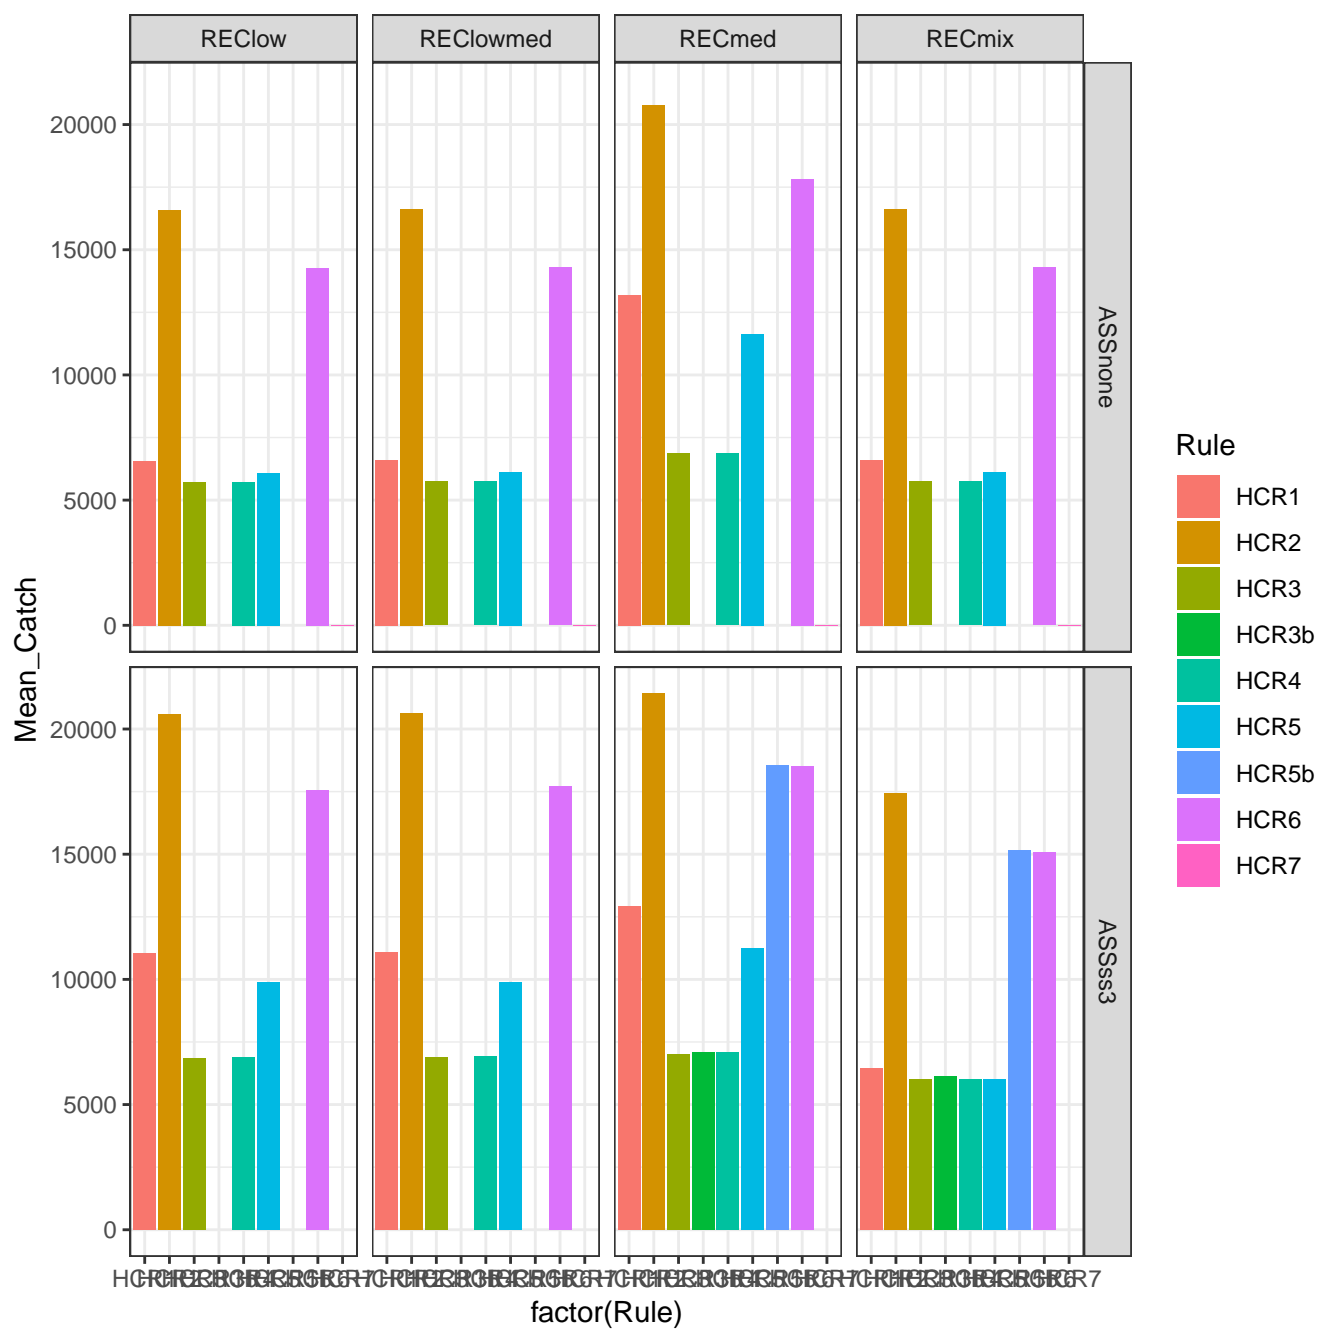 REClow REClowmed RECmed RECmix
20000
15000
10000
5000
0
ASSnone
20000
15000
10000
5000
0
ASSss3
Mean_Catch
factor(Rule)
Rule
HCR1
HCR2
HCR3
HCR3b
HCR4
HCR5
HCR5b
HCR6
HCR7